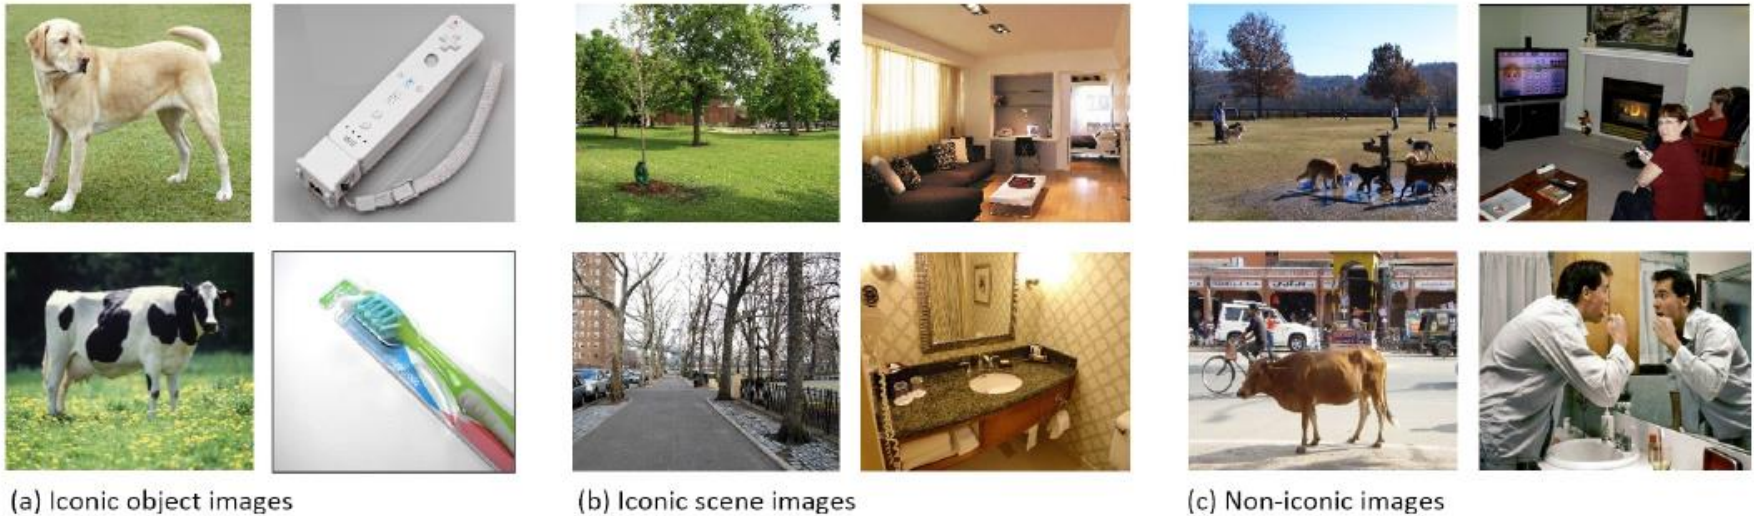 (a) Iconic object images
(b) Iconic scene images
(c) Non-iconic images